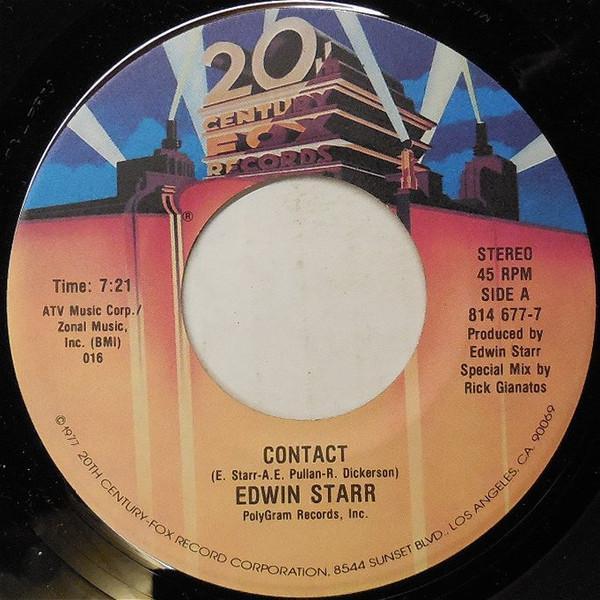 20th
CENTURY
FOX
RECORDS
®
Time: 7:21
ATV Music Corp./
Zonal Music,
Inc. (BMI)
016
STEREO
45 RPM
SIDE A
814 677-7
Produced by
Edwin Starr
Special Mix by
Rick Gianatos
CONTACT
(E. Starr-A.E. Pullan-R. Dickerson)
EDWIN STARR
PolyGram Records, Inc.
© 1977 20TH CENTURY-FOX RECORD CORPORATION, 8544 SUNSET BLVD., LOS ANGELES, CA. 90069